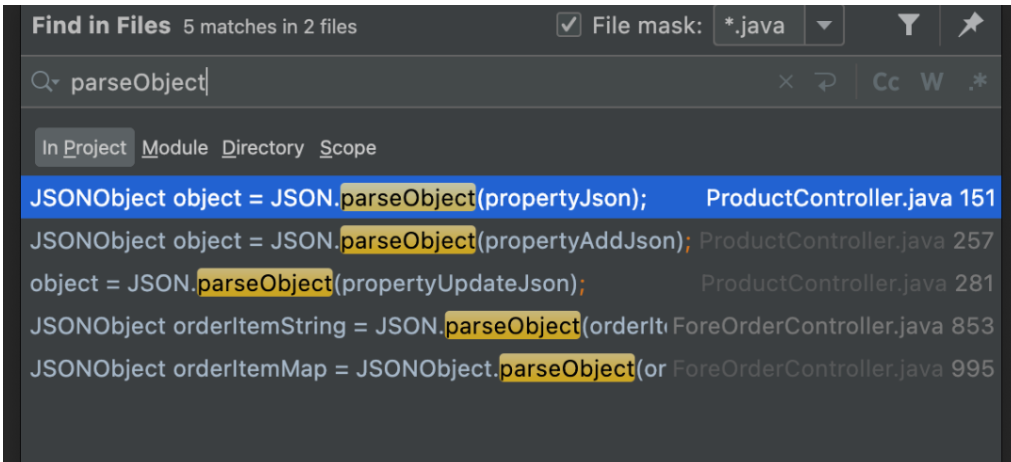 Find in Files 5 matches in 2 files File mask: *.java
parseObject Cc W .*
In Project Module Directory Scope
JSONObject object = JSON.parseObject(propertyJson); ProductController.java 151
JSONObject object = JSON.parseObject(propertyAddJson); ProductController.java 257
object = JSON.parseObject(propertyUpdateJson); ProductController.java 281
JSONObject orderItemString = JSON.parseObject(orderIt ForeOrderController.java 853
JSONObject orderItemMap = JSONObject.parseObject(or ForeOrderController.java 995